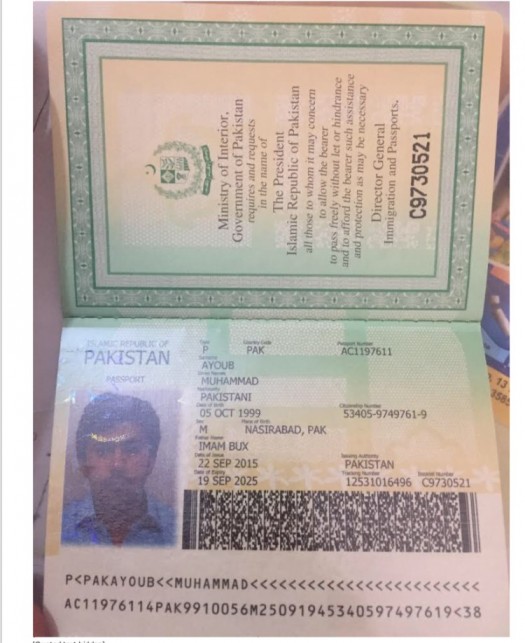 Ministry of Interior,
Government of Pakistan
requires and requests
in the name of
The President
Islamic Republic of Pakistan
all those to whom it may concern
to allow the bearer
to pass freely without let or hindrance
and to afford the bearer such assistance
and protection as may be necessary
Director General
Immigration and Passports.
C9730521
ISLAMIC REPUBLIC OF
PAKISTAN
PASSPORT
Type Country Code Passport Number
P PAK AC1197611
Surname
AYOUB
Given Names
MUHAMMAD
Nationality
PAKISTANI
Date of Birth Citizenship Number
05 OCT 1999 53405-9749761-9
Sex Place of Birth
M NASIRABAD, PAK
Father Name
IMAM BUX
Date of Issue Issuing Authority
22 SEP 2015 PAKISTAN
Date of Expiry Tracking Number Booklet Number
19 SEP 2025 12531016496 C9730521
P<PAKAYOUB<<MUHAMMAD<<<<<<<<<<<<<<<<<<<<<<<<
AC11976114PAK9910056M2509194534059749761​9<38